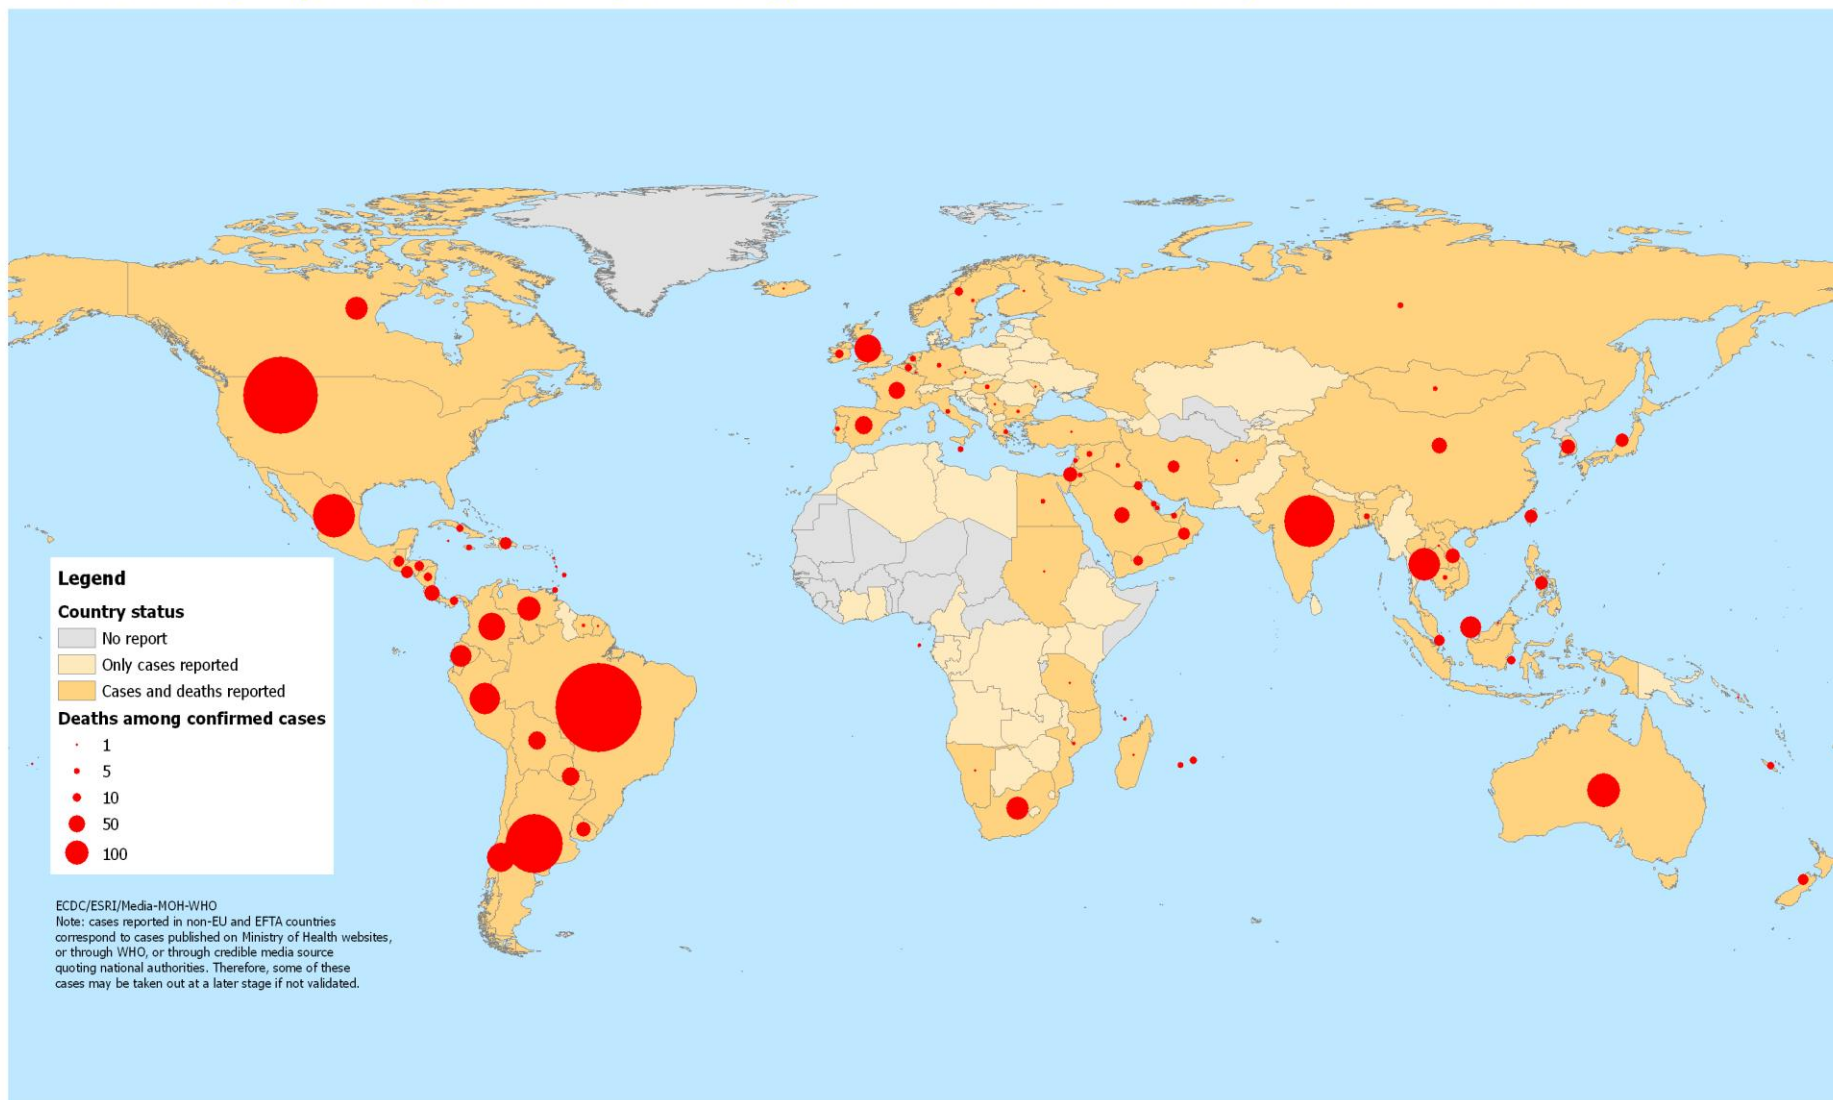 Legend
Country status
No report
Only cases reported
Cases and deaths reported
Deaths among confirmed cases
1
5
10
50
100
ECDC/ESRI/Media-MOH-WHO
Note: cases reported in non-EU and EFTA countries
correspond to cases published on Ministry of Health websites,
or through WHO, or through credible media source
quoting national authorities. Therefore, some of these
cases may be taken out at a later stage if not validated.